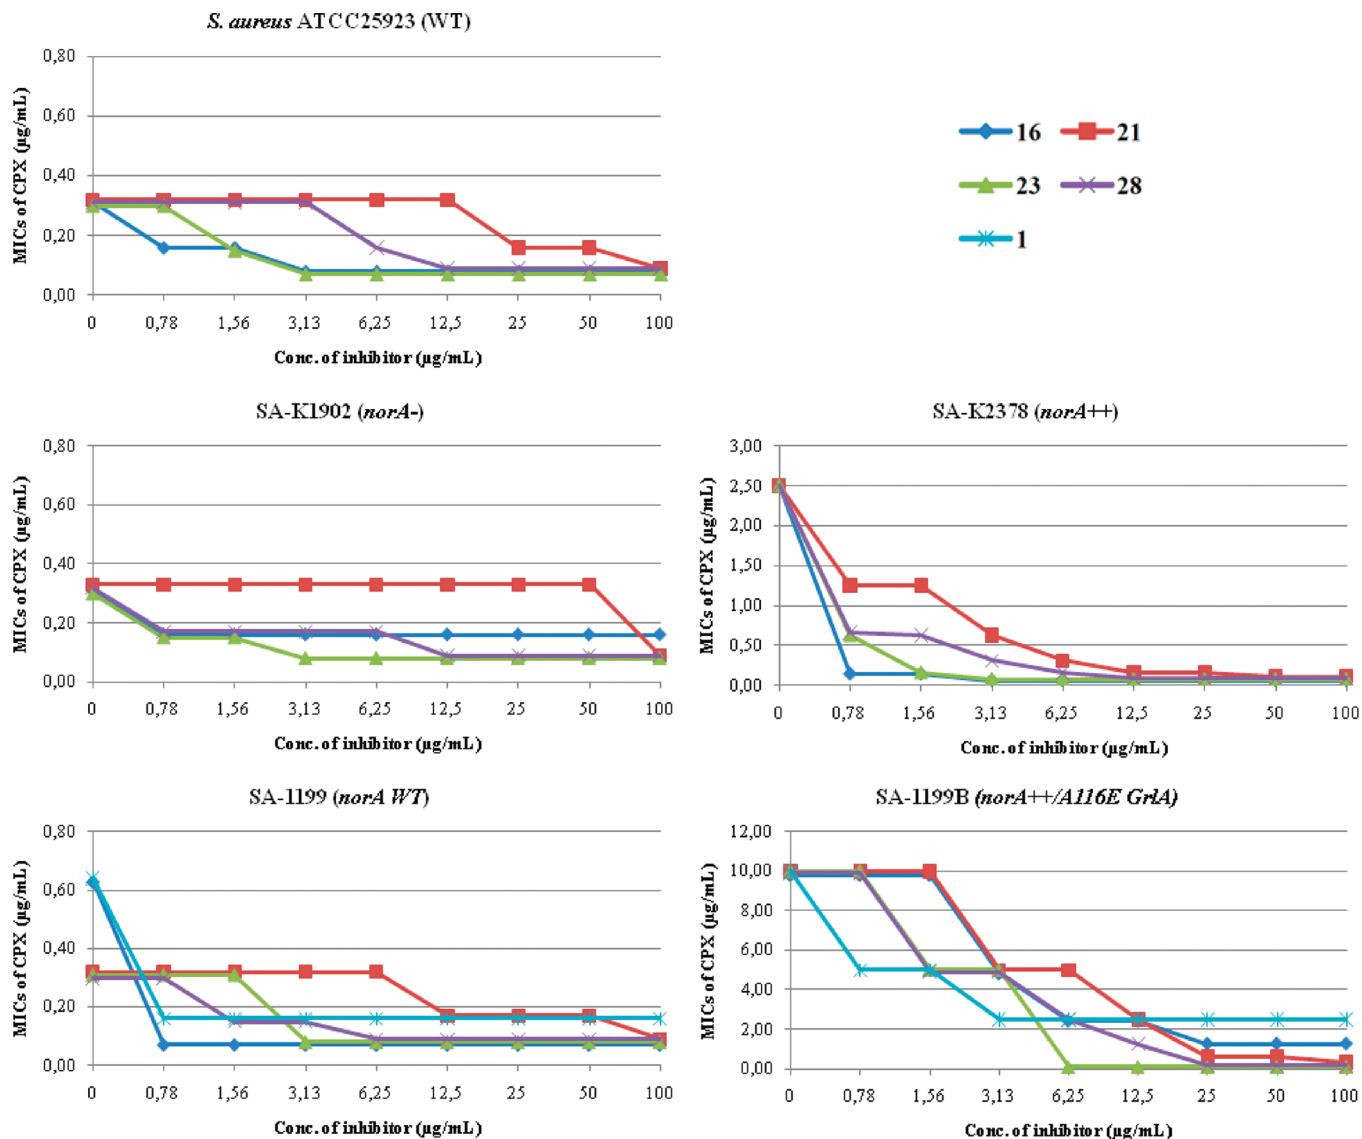 S. aureus ATCC25923 (WT)
MICs of CPX (µg/mL)
0,80
0,60
0,40
0,20
0,00
0 0,78 1,56 3,13 6,25 12,5 25 50 100
Conc. of inhibitor (µg/mL)
16 21
23 28
1
SA-K1902 (norA-)
MICs of CPX (µg/mL)
0,80
0,60
0,40
0,20
0,00
0 0,78 1,56 3,13 6,25 12,5 25 50 100
Conc. of inhibitor (µg/mL)
SA-K2378 (norA++)
MICs of CPX (µg/mL)
3,00
2,50
2,00
1,50
1,00
0,50
0,00
0 0,78 1,56 3,13 6,25 12,5 25 50 100
Conc. of inhibitor (µg/mL)
SA-1199 (norA WT)
MICs of CPX (µg/mL)
0,80
0,60
0,40
0,20
0,00
0 0,78 1,56 3,13 6,25 12,5 25 50 100
Conc. of inhibitor (µg/mL)
SA-1199B (norA++/A116E GrlA)
MICs of CPX (µg/mL)
12,00
10,00
8,00
6,00
4,00
2,00
0,00
0 0,78 1,56 3,13 6,25 12,5 25 50 100
Conc. of inhibitor (µg/mL)